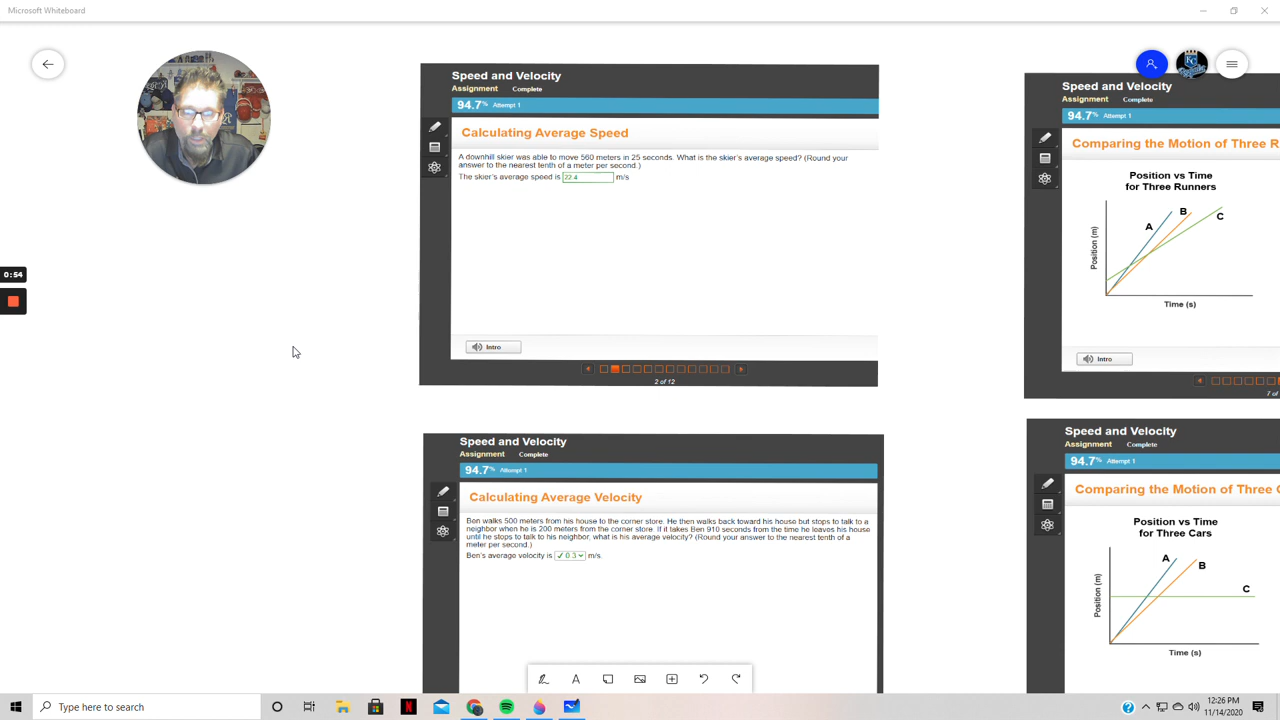 Microsoft Whiteboard
Speed and Velocity
Assignment Complete
94.7% Attempt 1
Calculating Average Speed
A downhill skier was able to move 560 meters in 25 seconds. What is the skier's average speed? (Round your
answer to the nearest tenth of a meter per second.)
The skier's average speed is 22.4 m/s
Intro
2 of 12
Speed and Velocity
Assignment Complete
94.7% Attempt 1
Comparing the Motion of Three R
Position vs Time
for Three Runners
A
B
C
Position (m)
Time (s)
Intro
7 of
0:54
Speed and Velocity
Assignment Complete
94.7% Attempt 1
Calculating Average Velocity
Ben walks 500 meters from his house to the corner store. He then walks back toward his house but stops to talk to a
neighbor when he is 200 meters from the corner store. If it takes Ben 910 seconds from the time he leaves his house
until he stops to talk to his neighbor, what is his average velocity? (Round your answer to the nearest tenth of a
meter per second.)
Ben's average velocity is ✓ 0.3 m/s.
Speed and Velocity
Assignment Complete
94.7% Attempt 1
Comparing the Motion of Three C
Position vs Time
for Three Cars
A
B
C
Position (m)
Time (s)
Type here to search
12:26 PM
11/14/2020